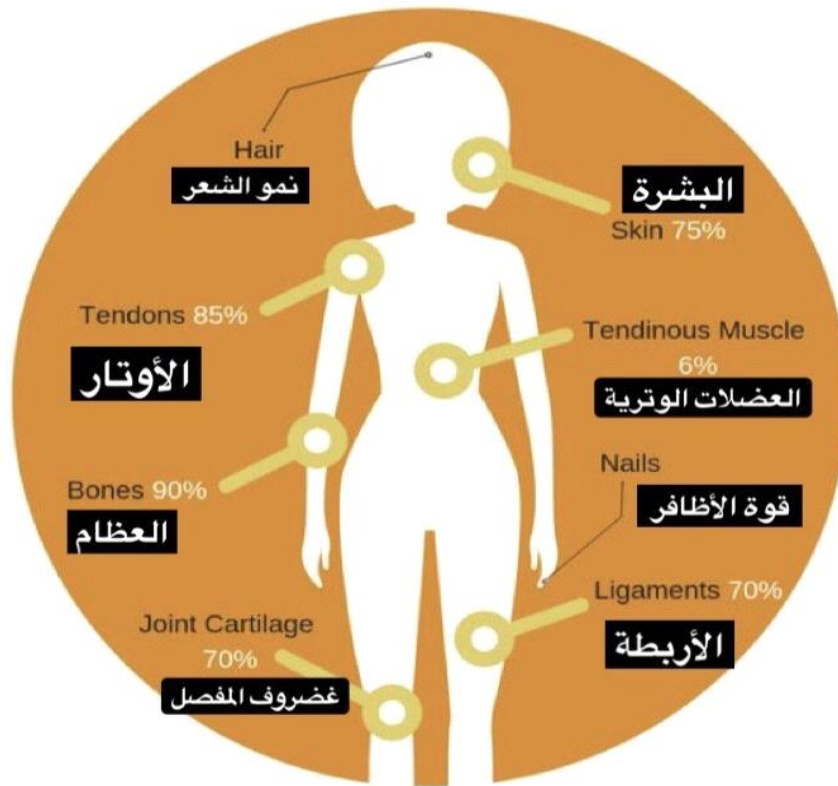 Hair
نمو الشعر
البشرة
Skin 75%
Tendons 85%
الأوتار
Tendinous Muscle
6%
العضلات الوترية
Bones 90%
العظام
Nails
قوة الأظافر
Ligaments 70%
الأربطة
Joint Cartilage
70%
غضروف المفصل